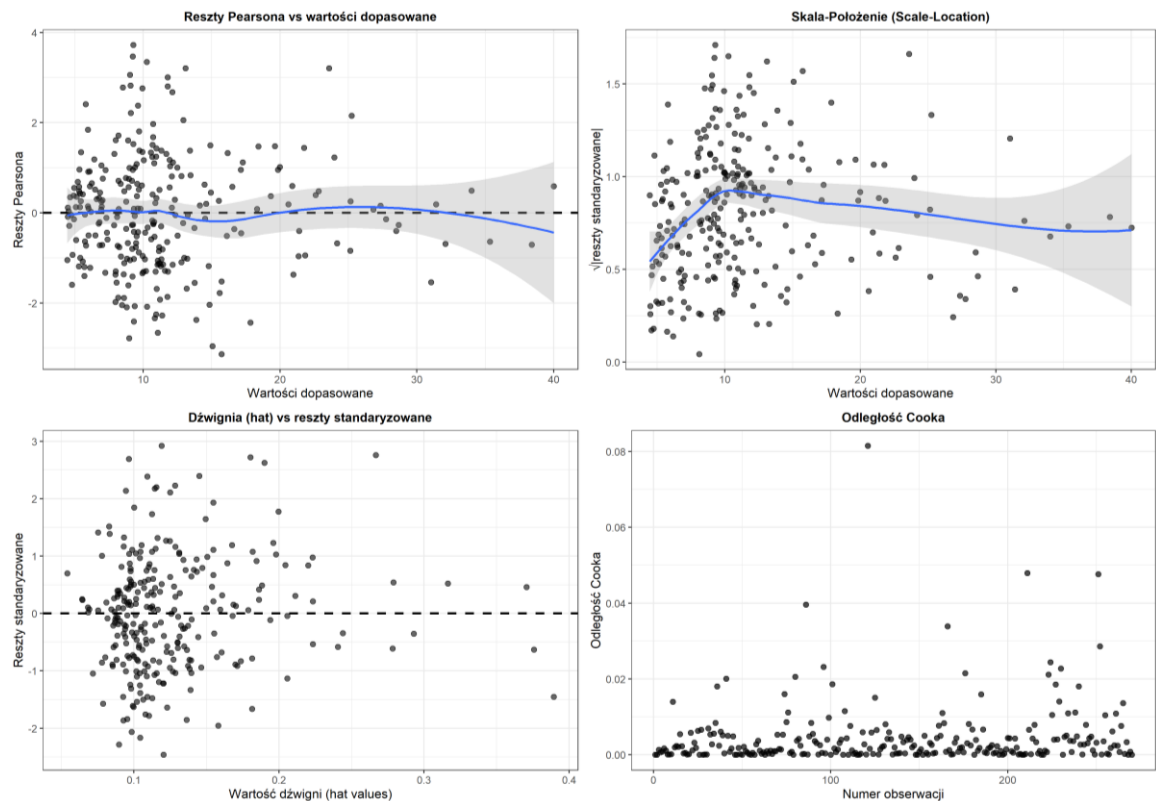 Reszty Pearsona vs wartości dopasowane
4
2
0
-2
Reszty Pearsona
10
20
30
40
Wartości dopasowane
Skala-Położenie (Scale-Location)
1.5
1.0
0.5
0.0
√|reszty standaryzowane|
10
20
30
40
Wartości dopasowane
Dźwignia (hat) vs reszty standaryzowane
3
2
1
0
-1
-2
Reszty standaryzowane
0.1
0.2
0.3
0.4
Wartość dźwigni (hat values)
Odległość Cooka
0.08
0.06
0.04
0.02
0.00
Odległość Cooka
0
100
200
Numer obserwacji